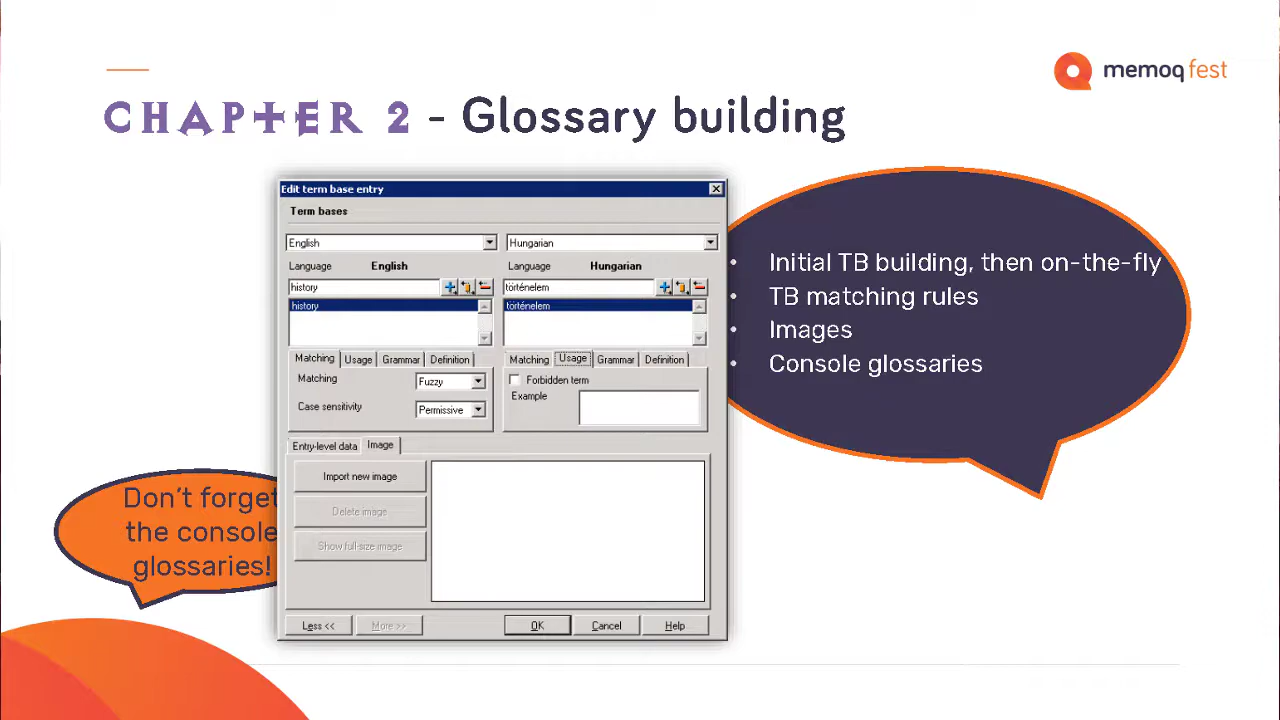 memoq fest
CHAPTER 2 - Glossary building
Edit term base entry
Term bases
English
Hungarian
Language English
Language Hungarian
history
történelem
history
történelem
Matching Usage Grammar Definition
Matching Usage Grammar Definition
Matching Fuzzy
Case sensitivity Permissive
Forbidden term
Example
Entry-level data Image
Import new image
Delete image
Show full-size image
Less << More >> OK Cancel Help
• Initial TB building, then on-the-fly
• TB matching rules
• Images
• Console glossaries
Don't forget
the console
glossaries!